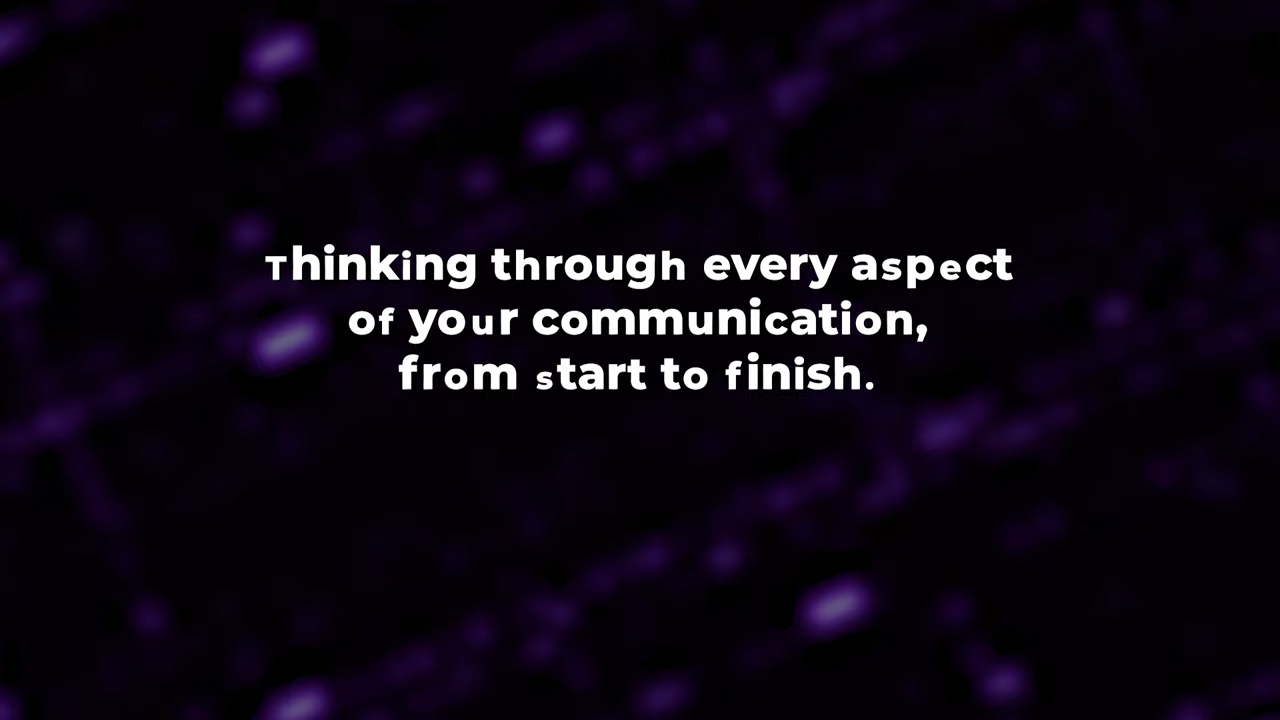 Thinking through every aspect
of your communication,
from start to finish.